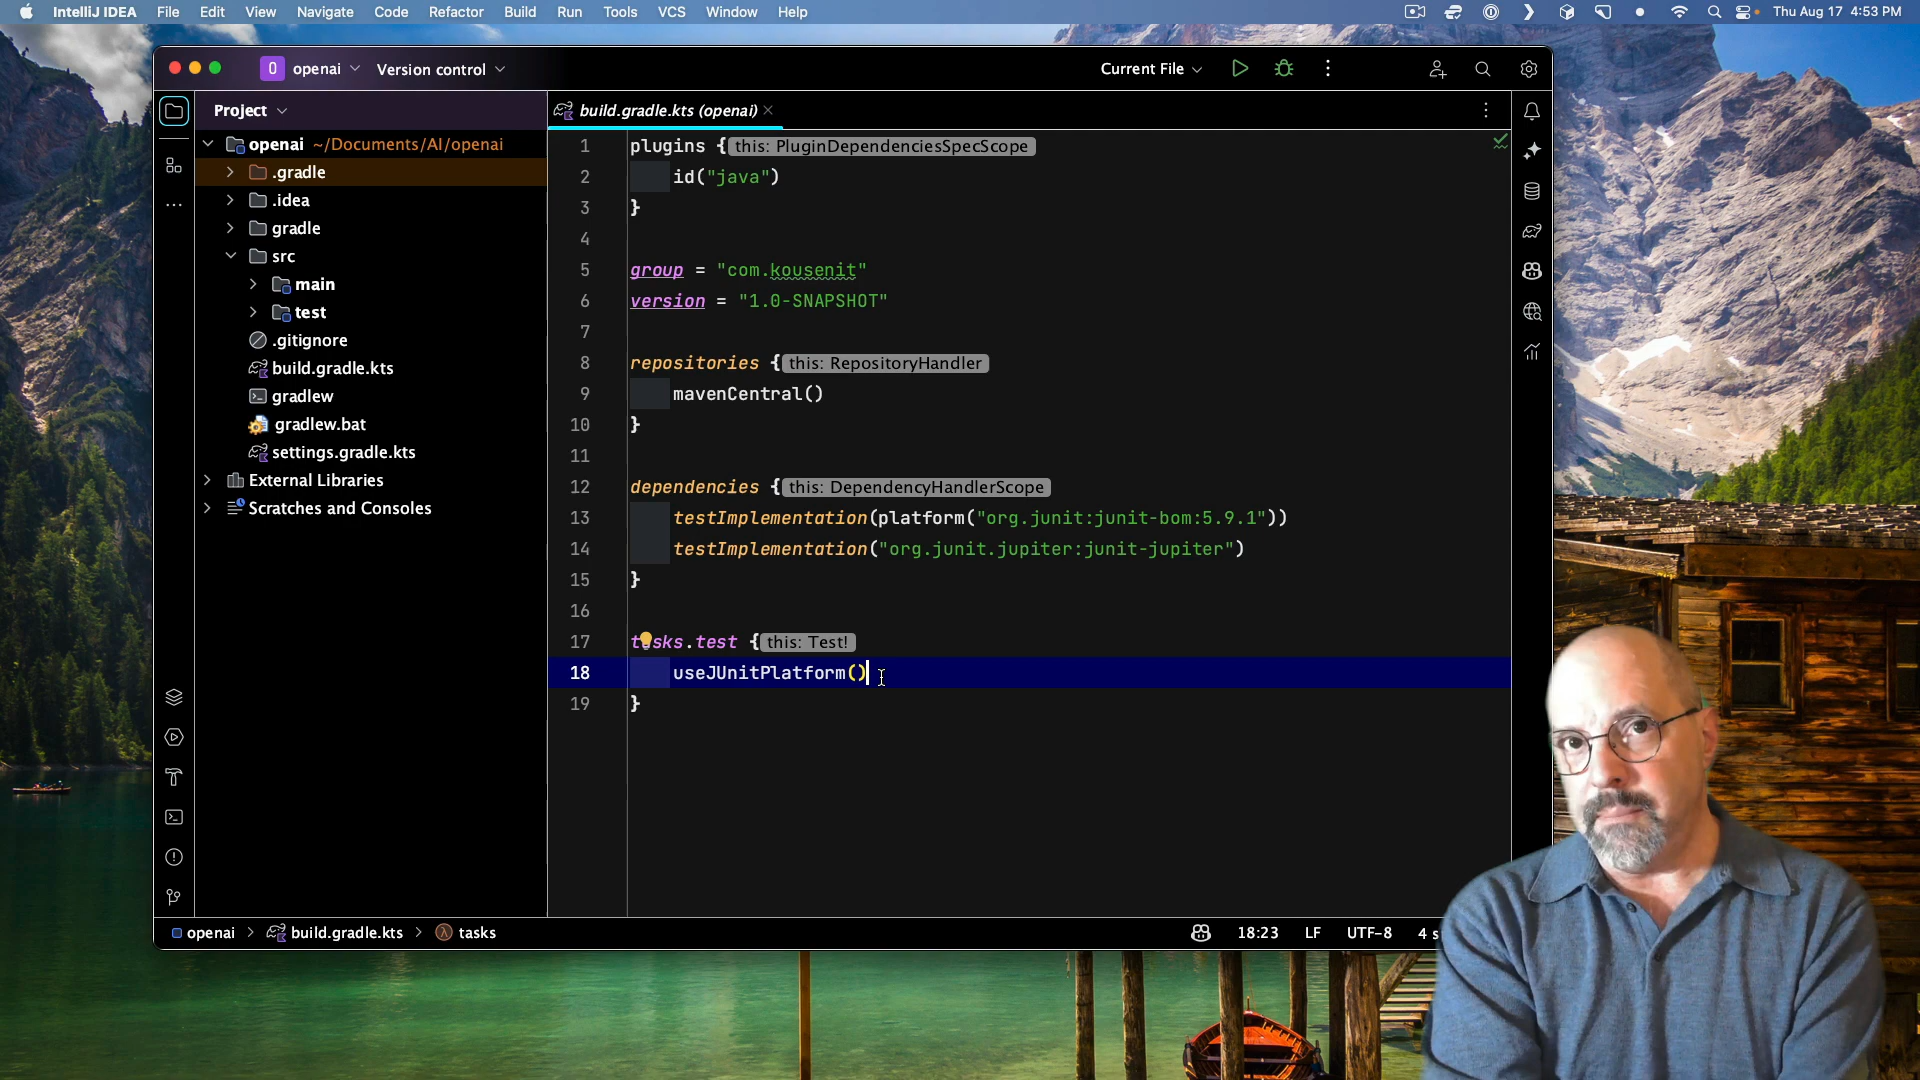 IntelliJ IDEA File Edit View Navigate Code Refactor Build Run Tools VCS Window Help Thu Aug 17 4:53 PM
O openai Version control Current File
Project
build.gradle.kts (openai)
openai ~/Documents/AI/openai
.gradle
.idea
gradle
src
main
test
.gitignore
build.gradle.kts
gradlew
gradlew.bat
settings.gradle.kts
External Libraries
Scratches and Consoles
1 plugins { this: PluginDependenciesSpecScope
2 id("java")
3 }
4
5 group = "com.kousenit"
6 version = "1.0-SNAPSHOT"
7
8 repositories { this: RepositoryHandler
9 mavenCentral()
10 }
11
12 dependencies { this: DependencyHandlerScope
13 testImplementation(platform("org.junit:junit-bom:5.9.1"))
14 testImplementation("org.junit.jupiter:junit-jupiter")
15 }
16
17 tasks.test { this: Test!
18 useJUnitPlatform()
19 }
openai > build.gradle.kts > tasks 18:23 LF UTF-8 4 s